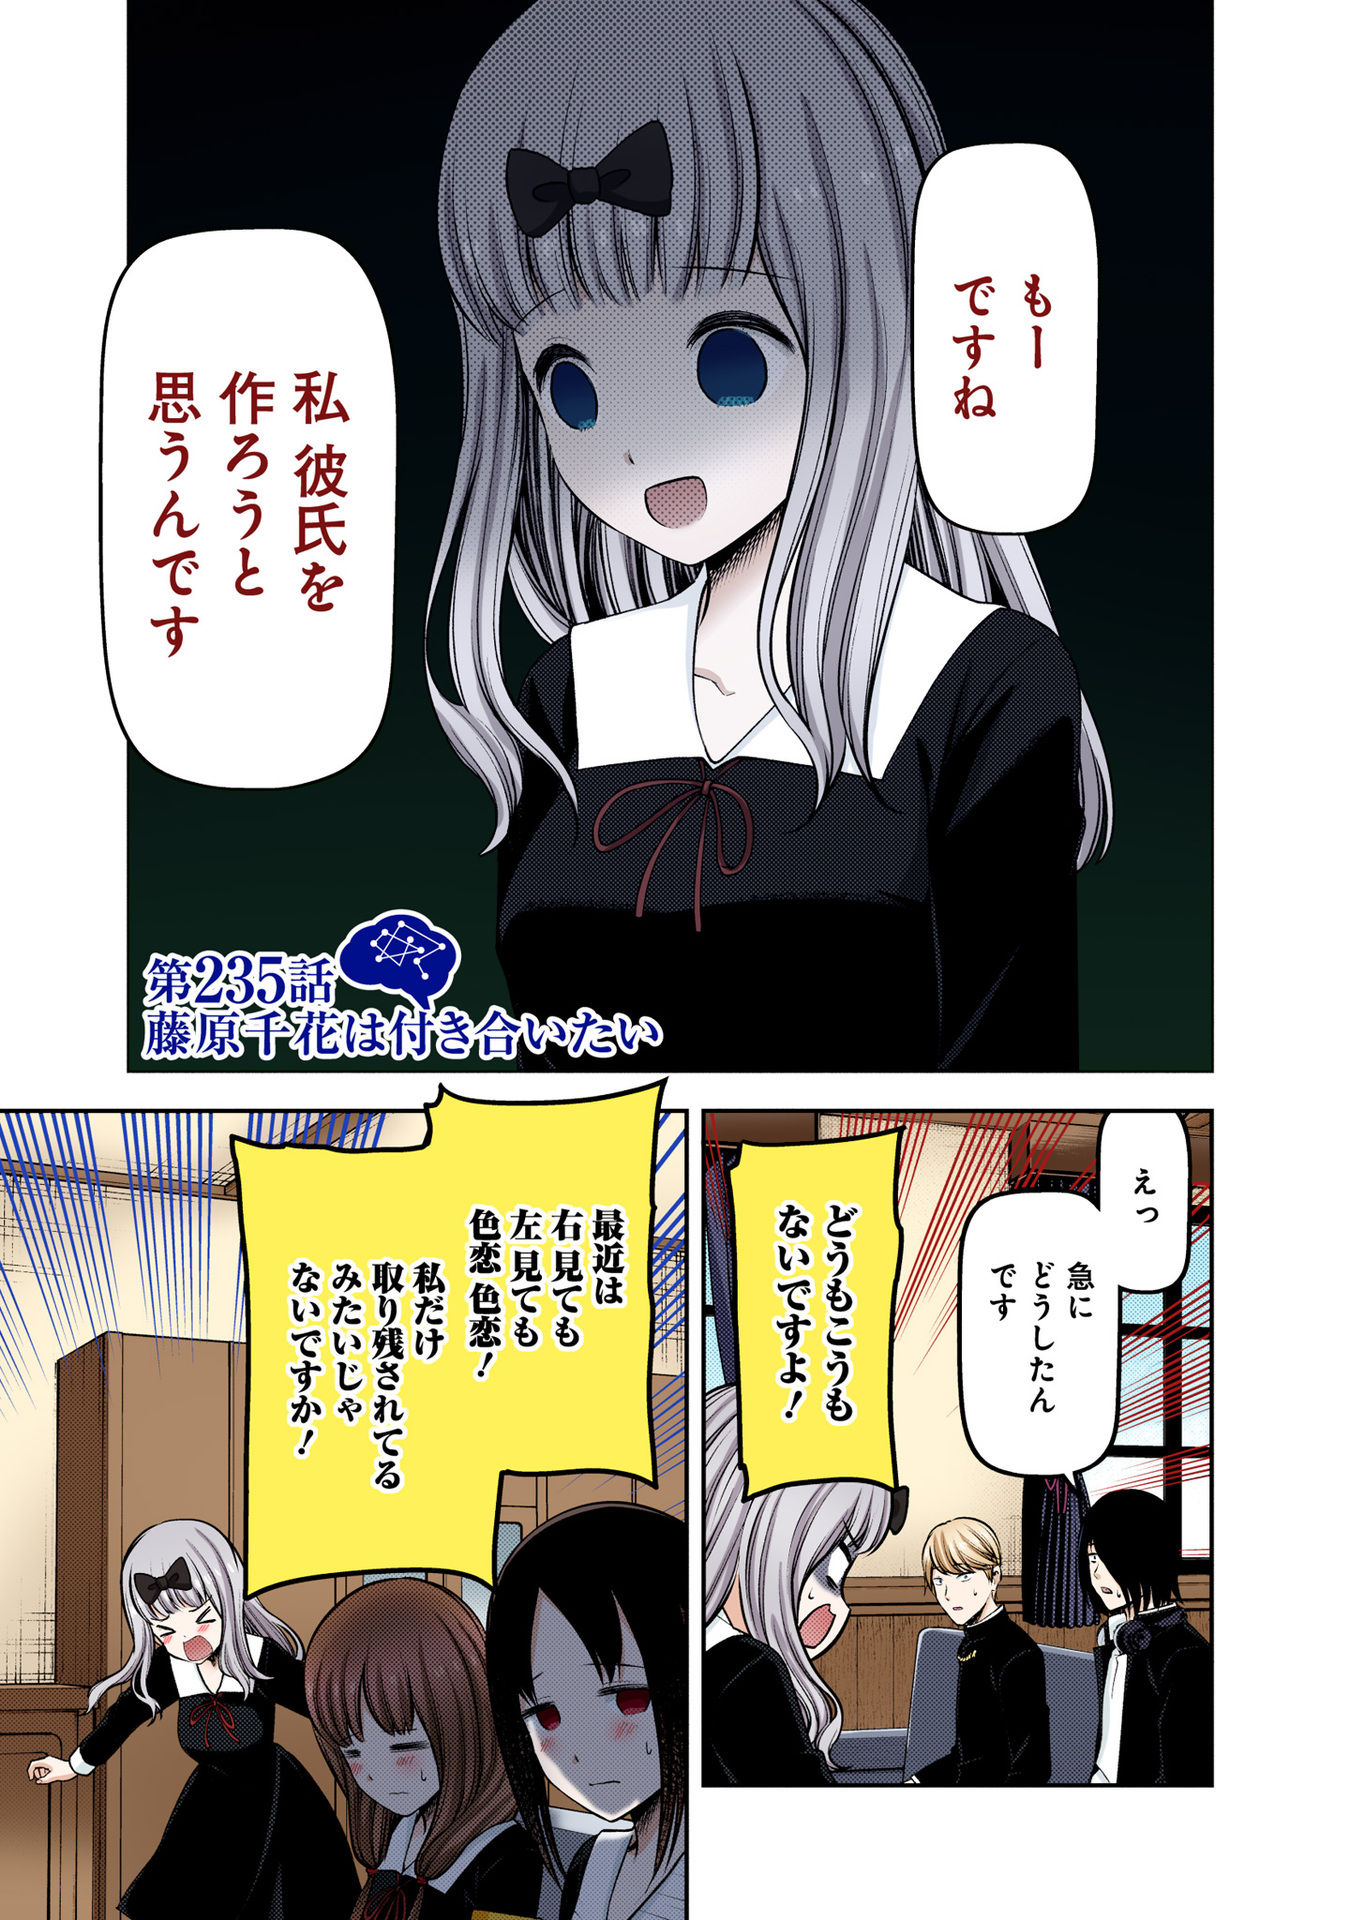 もー
ですね
私 彼氏を
作ろうと
思うんです
第235話
藤原千花は付き合いたい
えっ
急に
どうしたん
です
どうもこうも
ないですよ！
最近は
右見ても
左見ても
色恋色恋！
私だけ
取り残されてる
みたいじゃ
ないですか！